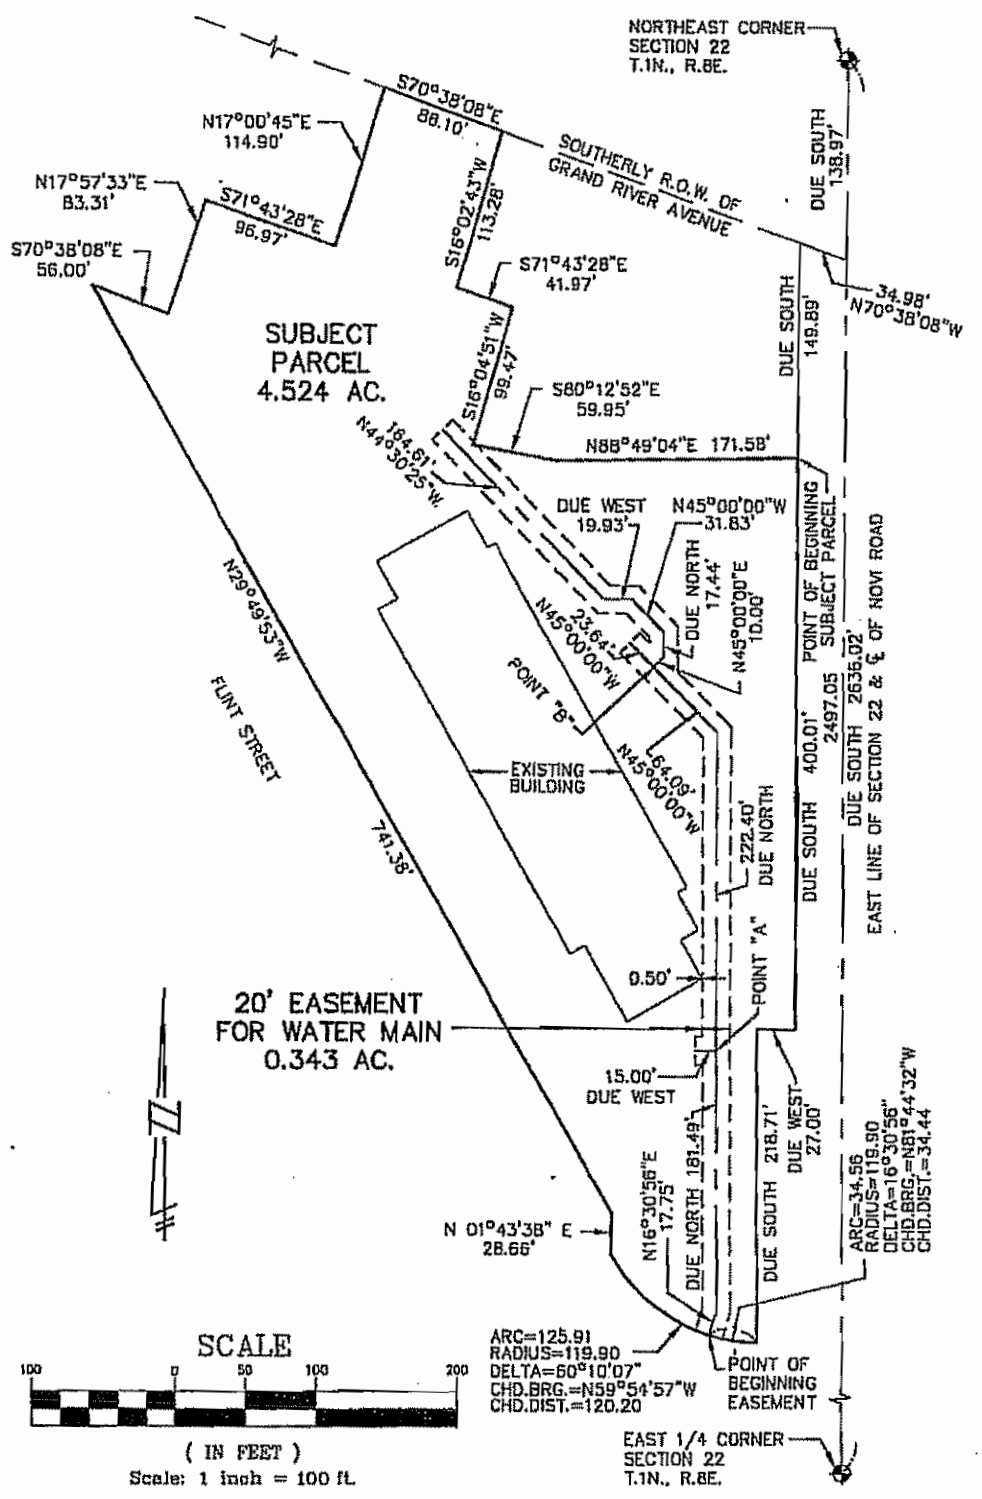 NORTHEAST CORNER
SECTION 22
T.1N., R.8E.
S70°38'08"E
88.10'
N17°00'45"E
114.90'
N17°57'33"E
83.31'
S71°43'28"E
96.97'
S70°38'08"E
56.00'
S16°02'43"W
113.28'
SOUTHERLY R.O.W. OF
GRAND RIVER AVENUE
DUE SOUTH
138.97'
S71°43'28"E
41.97'
34.98'
N70°38'08"W
DUE SOUTH
149.89'
SUBJECT
PARCEL
4.524 AC.
S16°04'51"W
99.47'
S80°12'52"E
59.95'
N88°49'04"E 171.58'
184.61'
N44°30'25"W.
DUE WEST
19.93'
N45°00'00"W
31.83'
DUE NORTH
17.44'
N45°00'00"E
10.00'
POINT OF BEGINNING
SUBJECT PARCEL
23.64'
N45°00'00"W
POINT "B"
N29°49'53"W
741.38'
FLINT STREET
EXISTING
BUILDING
64.09'
N45°00'00"W
222.40'
DUE NORTH
DUE SOUTH 400.01'
2497.05
DUE SOUTH 2636.02'
EAST LINE OF SECTION 22 & ℄ OF NOVI ROAD
9.50'
POINT "A"
20' EASEMENT
FOR WATER MAIN
0.343 AC.
15.00'
DUE WEST
DUE NORTH 181.49'
N16°30'56"E
17.75'
DUE SOUTH 218.71'
DUE WEST
27.00'
ARC=34.56
RADIUS=119.90
DELTA=16°30'56"
CHD.BRG.=N81°44'32"W
CHD.DIST.=34.44
N 01°43'38" E
28.66'
ARC=125.91
RADIUS=119.90
DELTA=60°10'07"
CHD.BRG.=N59°54'57"W
CHD.DIST.=120.20
POINT OF
BEGINNING
EASEMENT
SCALE
100 0 50 100 200
( IN FEET )
Scale: 1 inch = 100 ft.
EAST 1/4 CORNER
SECTION 22
T.1N., R.8E.